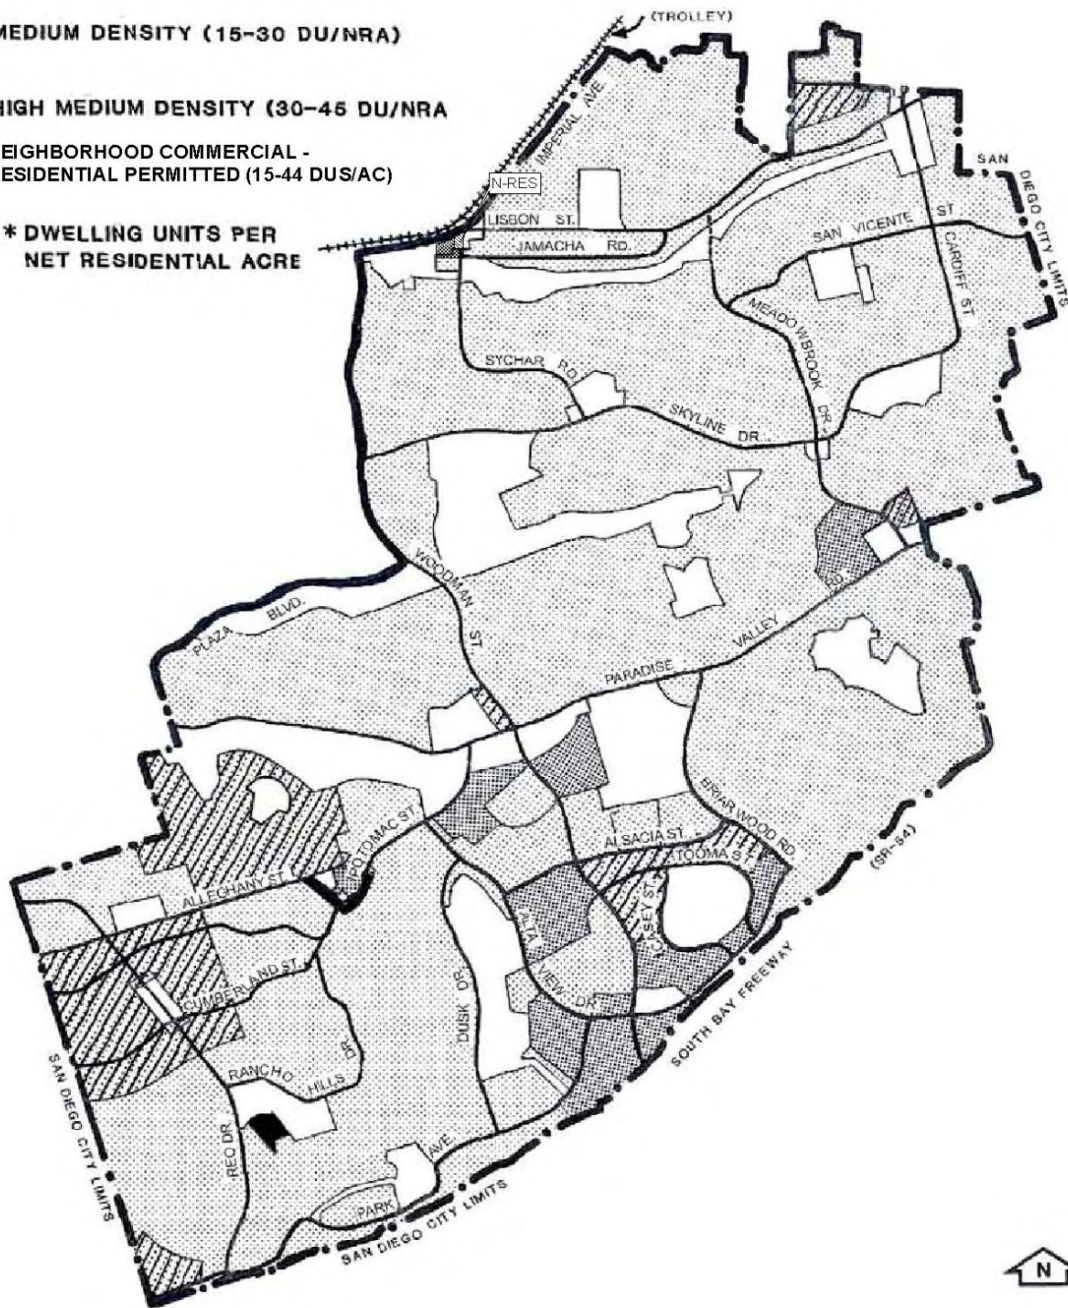 MEDIUM DENSITY (15-30 DU/NRA)
HIGH MEDIUM DENSITY (30-45 DU/NRA
EIGHBORHOOD COMMERCIAL -
ESIDENTIAL PERMITTED (15-44 DUS/AC)
* DWELLING UNITS PER
NET RESIDENTIAL ACRE
(TROLLEY)
IMPERIAL AVE.
N-RES
LISBON ST.
JAMACHA RD.
SAN VICENTE ST
CARDIFF ST
SAN DIEGO CITY LIMITS
MEADOWBROOK DR.
SYCHAR RD.
SKYLINE DR.
WOODMAN ST.
PLAZA BLVD.
PARADISE VALLEY RD.
BRIARWOOD RD
ALSACIA ST.
TOOMA ST.
CASEY ST.
POTOMAC ST.
ALLEGHANY ST.
ALTA VIEW DR
CUMBERLAND ST.
DUSK DR
RANCHO HILLS DR
REO DR.
PARK AVE.
SAN DIEGO CITY LIMITS
SAN DIEGO CITY LIMITS
SOUTH BAY FREEWAY
(SR-54)
N